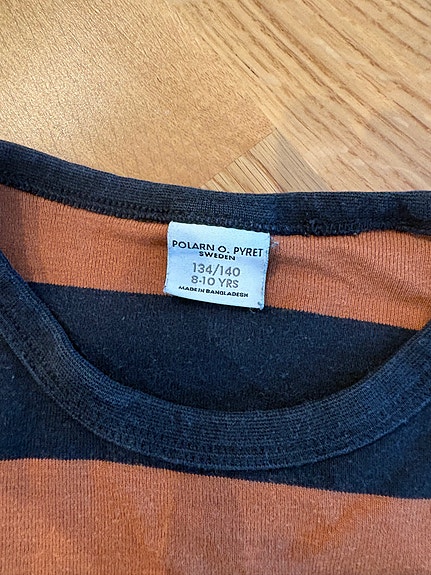 POLARN O. PYRET
SWEDEN
134/140
8-10 YRS
MADE IN BANGLADESH